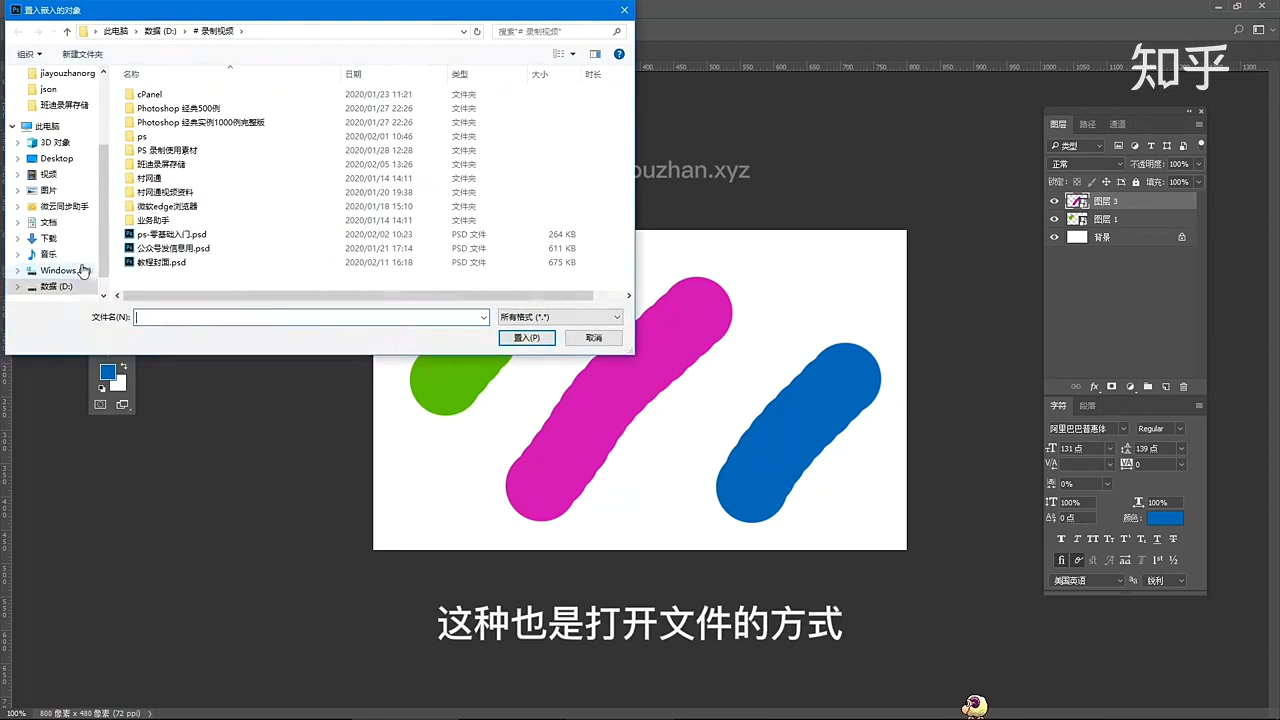 置入嵌入的对象
此电脑 > 数据 (D:) > # 录制视频
搜索"# 录制视频"
组织 新建文件夹
知乎
jiayouzhanorg
json
班迪录屏存储
此电脑
3D 对象
Desktop
视频
图片
微云同步助手
文档
下载
音乐
Windows
数据 (D:)
名称 日期 类型 大小 时长
cPanel 2020/01/23 11:21 文件夹
Photoshop 经典500例 2020/01/27 22:26 文件夹
Photoshop 经典实例1000例完整版 2020/01/27 22:26 文件夹
ps 2020/02/01 10:46 文件夹
PS 录制使用素材 2020/01/28 12:28 文件夹
班迪录屏存储 2020/02/05 13:26 文件夹
村网通 2020/01/14 14:11 文件夹
村网通视频资料 2020/01/20 19:38 文件夹
微软edge浏览器 2020/01/18 15:10 文件夹
业务助手 2020/01/14 14:11 文件夹
ps-零基础入门.psd 2020/02/02 10:23 PSD 文件 264 KB
公众号发信息用.psd 2020/01/21 17:14 PSD 文件 611 KB
教程封面.psd 2020/02/11 16:18 PSD 文件 675 KB
文件名(N): 所有格式 (*.*)
置入(P) 取消
400 450 500 550 600 650 700 750 800 850 900 950 1000 1050 1100 1150 1200 1300
ouzhan.xyz
图层 路径 通道
类型
正常 不透明度: 100%
锁定: 填充: 100%
图层 3
图层 1
背景
字符 段落
阿里巴巴普惠体 Regular
131 点 139 点
0
0%
100% 100%
0 点 颜色:
美国英语 锐利
这种也是打开文件的方式
100% 800 像素 x 480 像素 (72 ppi)